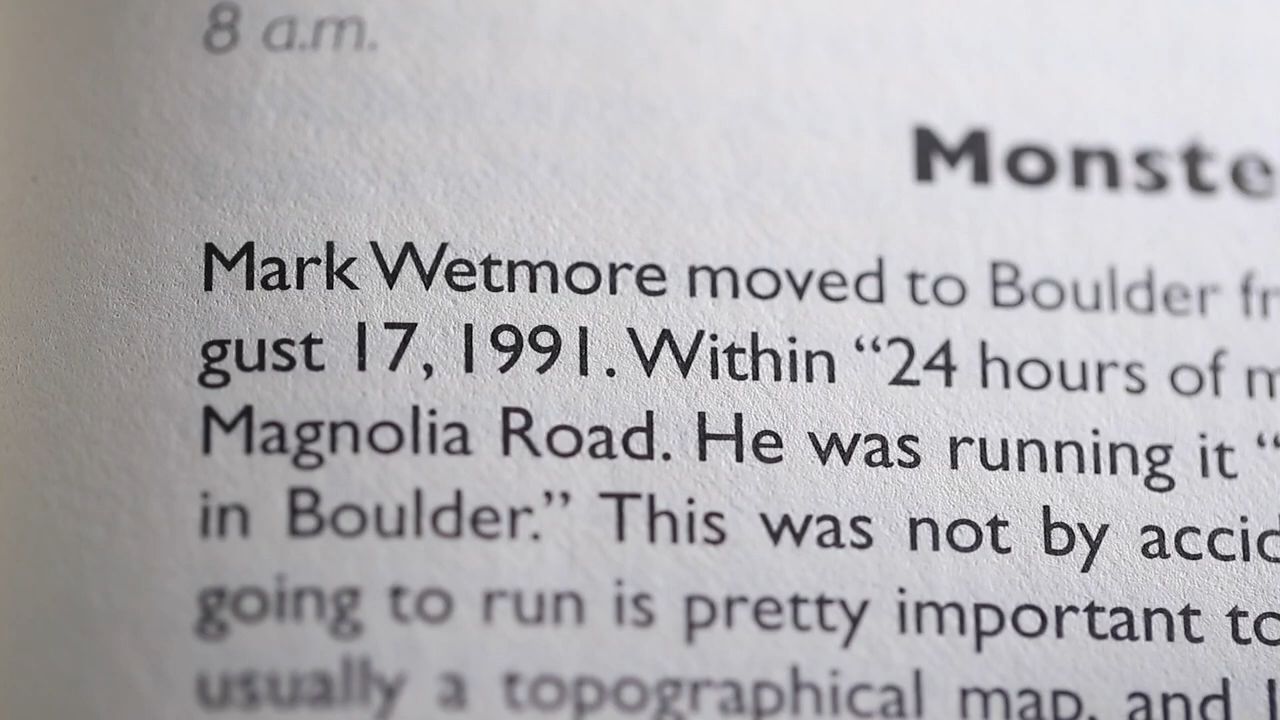 8 a.m.
Monste
Mark Wetmore moved to Boulder fr
gust 17, 1991. Within “24 hours of m
Magnolia Road. He was running it “
in Boulder.” This was not by accid
going to run is pretty important to
usually a topographical map, and I